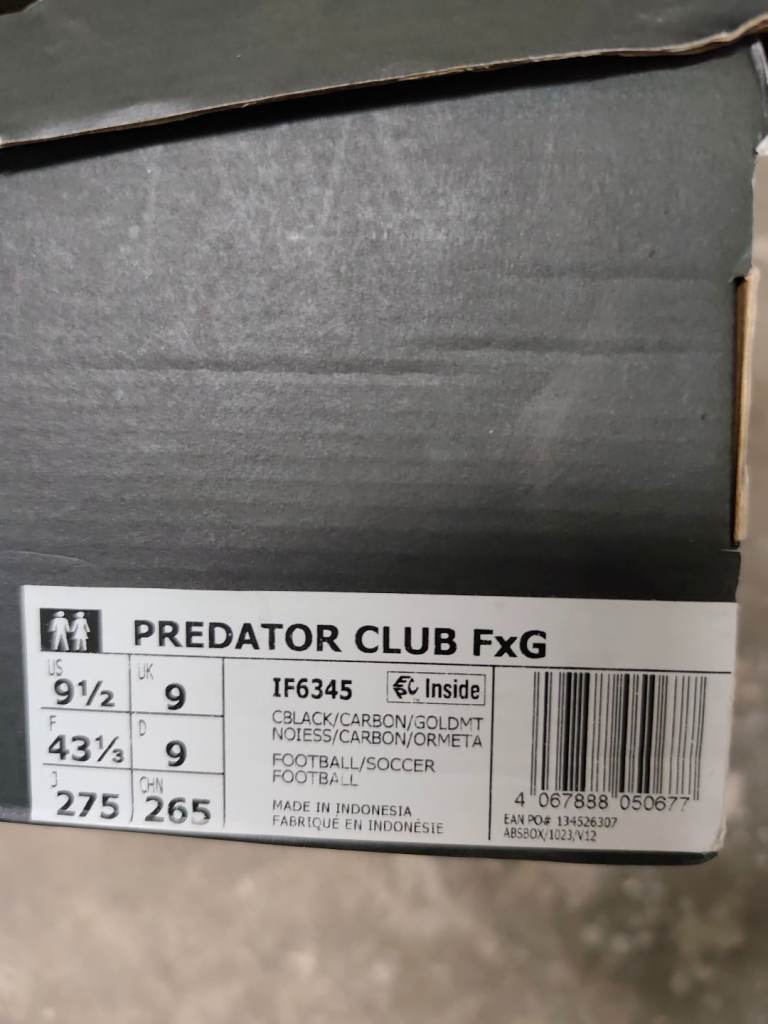 PREDATOR CLUB FxG
US 9½ UK 9
F 43⅓ D 9
J 275 CHN 265
IF6345 Inside
CBLACK/CARBON/GOLDMT
NOIESS/CARBON/ORMETA
FOOTBALL/SOCCER
FOOTBALL
MADE IN INDONESIA
FABRIQUÉ EN INDONÉSIE
4 067888 050677
EAN PO# 134526307
ABSBOX/1023/V12